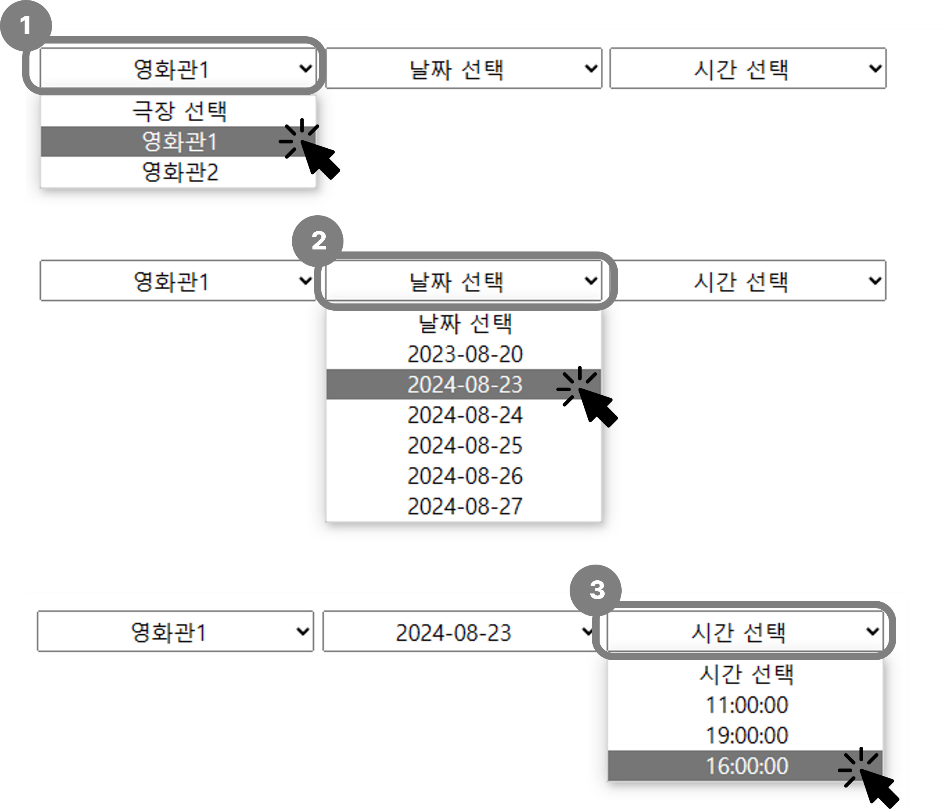 1
영화관1 날짜 선택 시간 선택
극장 선택
영화관1
영화관2
2
영화관1 날짜 선택 시간 선택
날짜 선택
2023-08-20
2024-08-23
2024-08-24
2024-08-25
2024-08-26
2024-08-27
3
영화관1 2024-08-23 시간 선택
시간 선택
11:00:00
19:00:00
16:00:00